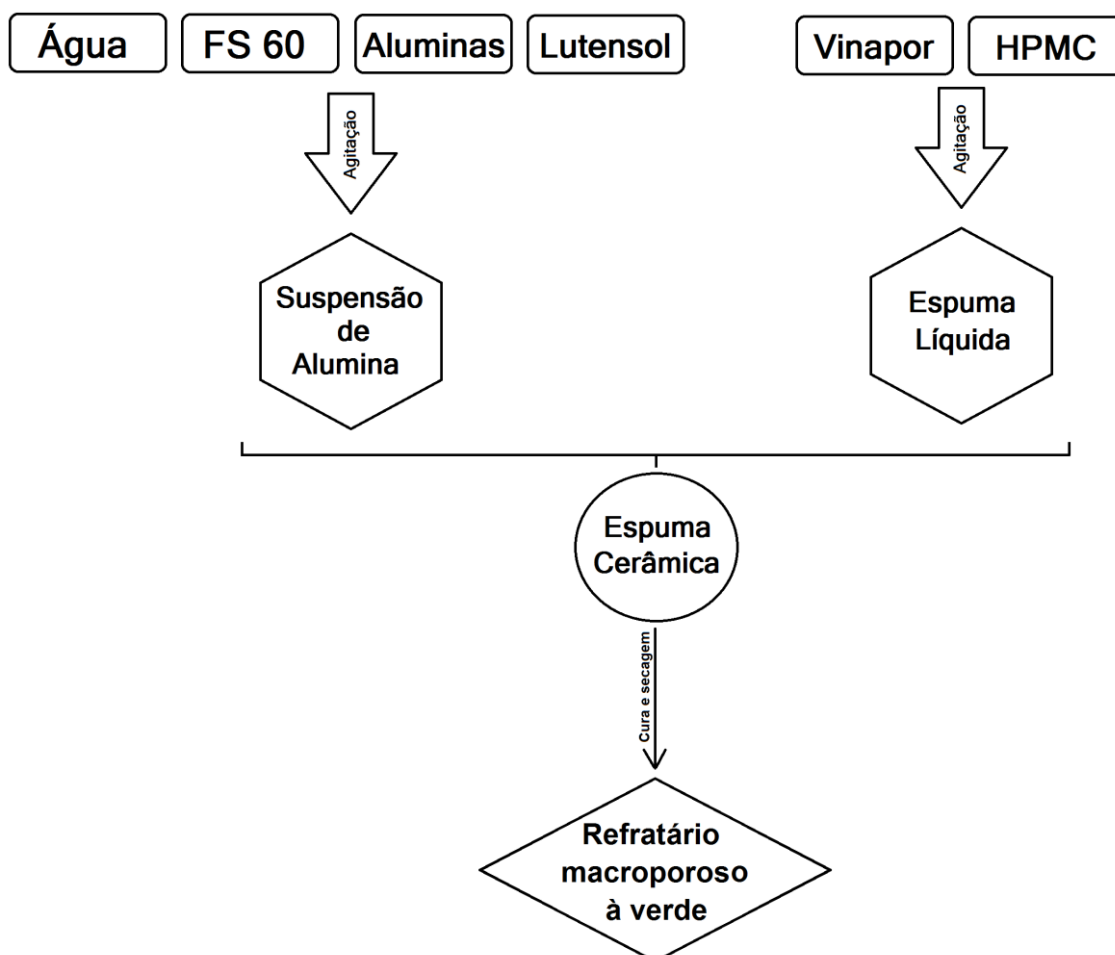 Água
FS 60
Aluminas
Lutensol
Vinapor
HPMC
Agitação
Agitação
Suspensão
de
Alumina
Espuma
Líquida
Espuma
Cerâmica
Cura e secagem
Refratário
macroporoso
à verde